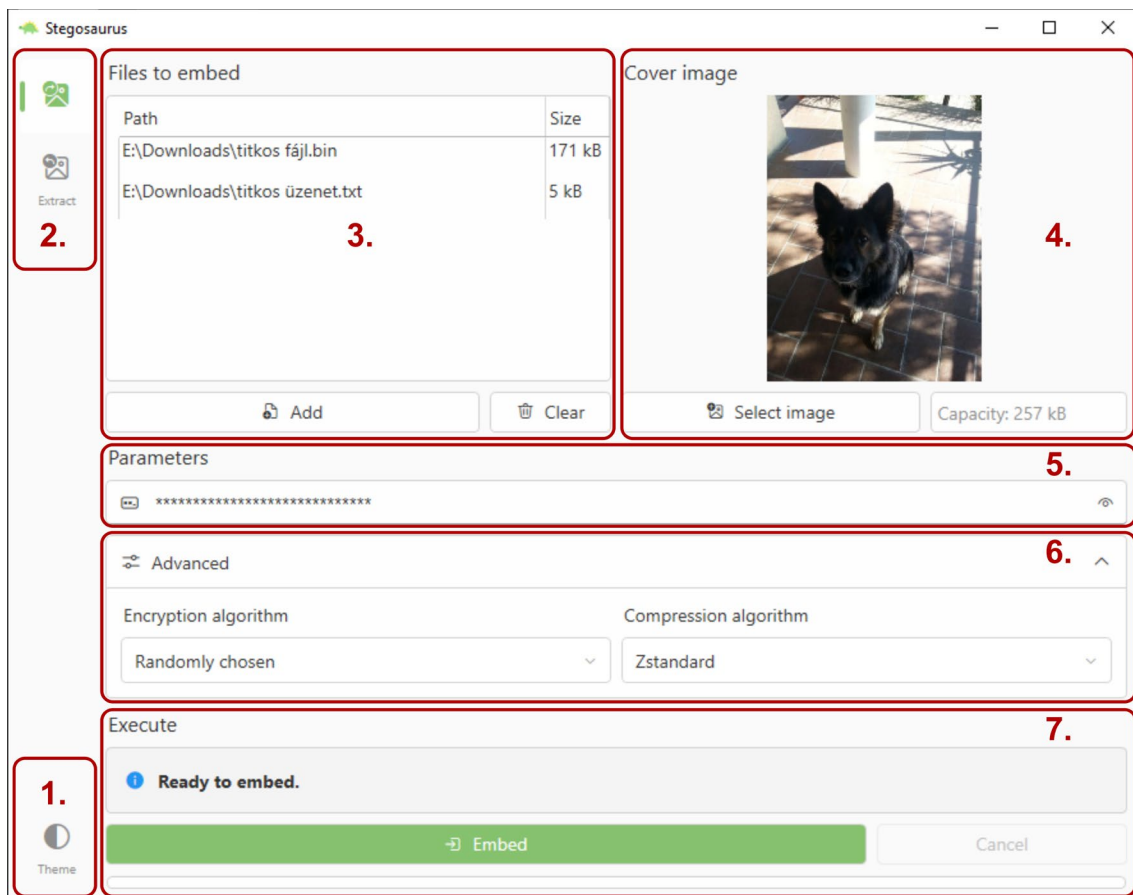 Stegosaurus
Files to embed
Path Size
E:\Downloads\titkos fájl.bin 171 kB
E:\Downloads\titkos üzenet.txt 5 kB
3.
Add Clear
Cover image
4.
Select image Capacity: 257 kB
Extract
2.
Parameters
5.
*****************************
Advanced
6.
Encryption algorithm Compression algorithm
Randomly chosen Zstandard
Execute
7.
Ready to embed.
Embed Cancel
1.
Theme